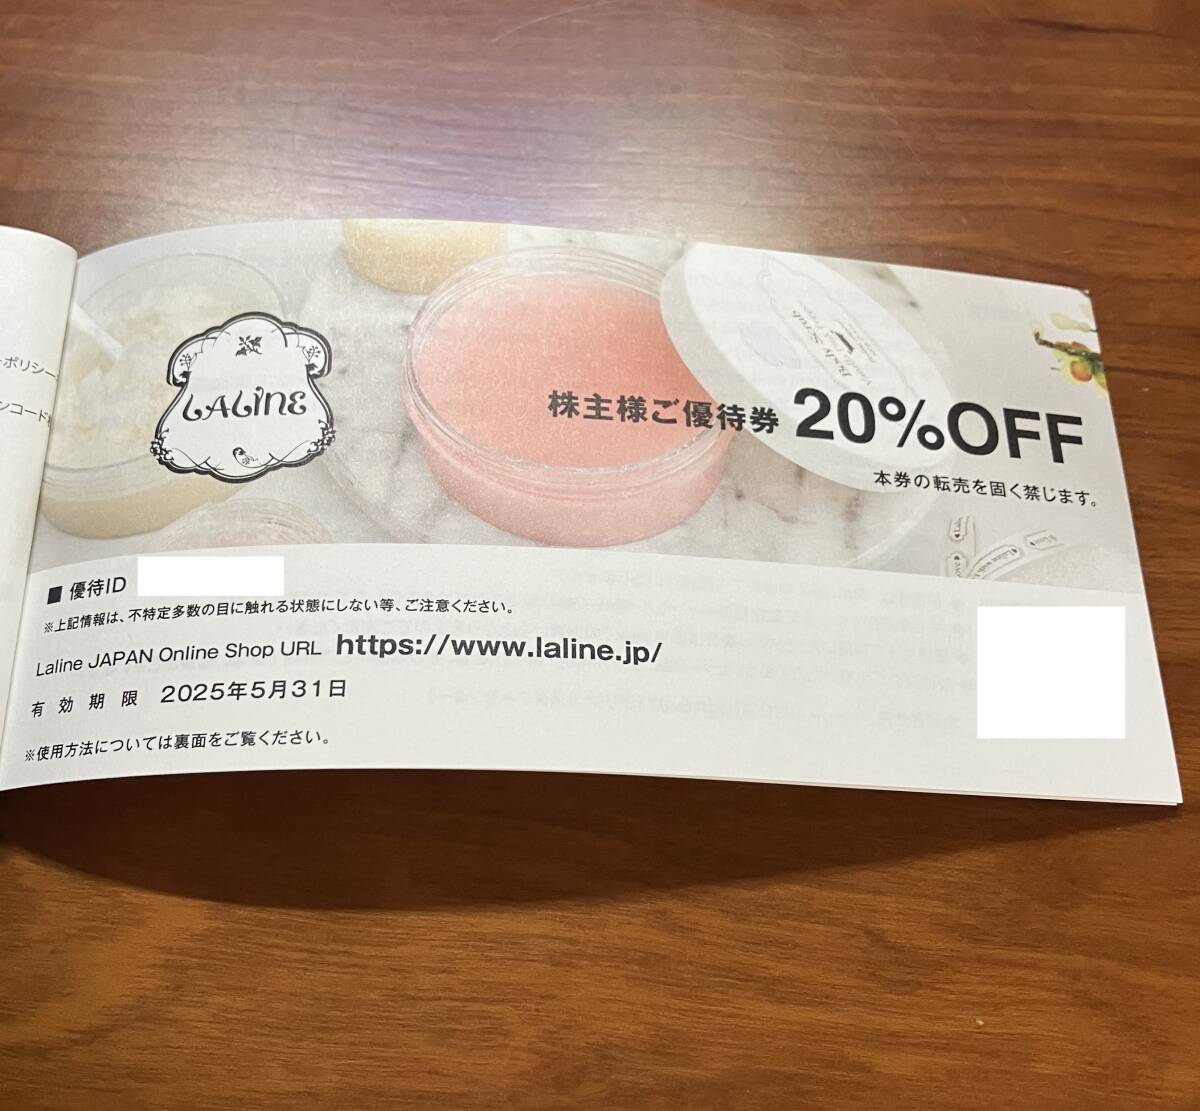 ーポリシー
ンコード
LALINE
Body Scrub
株主様ご優待券 20%OFF
本券の転売を固く禁じます。
■ 優待ID
※上記情報は、不特定多数の目に触れる状態にしない等、ご注意ください。
Laline JAPAN Online Shop URL https://www.laline.jp/
有効期限 2025年5月31日
※使用方法については裏面をご覧ください。